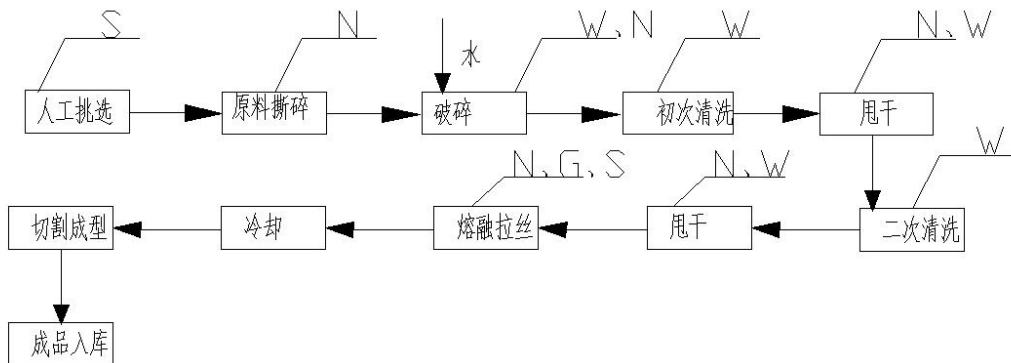 S
N
W、N
W
N、W
水
人工挑选
原料撕碎
破碎
初次清洗
甩干
N、G、S
N、W
W
切割成型
冷却
熔融拉丝
甩干
二次清洗
成品入库